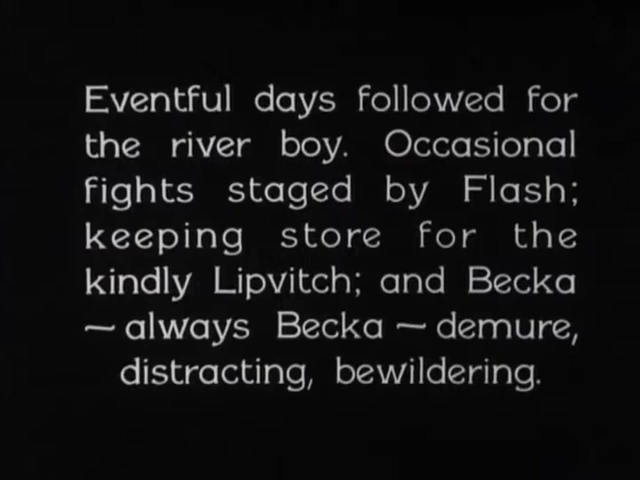 Eventful days followed for
the river boy. Occasional
fights staged by Flash;
keeping store for the
kindly Lipvitch; and Becka
— always Becka — demure,
distracting, bewildering.